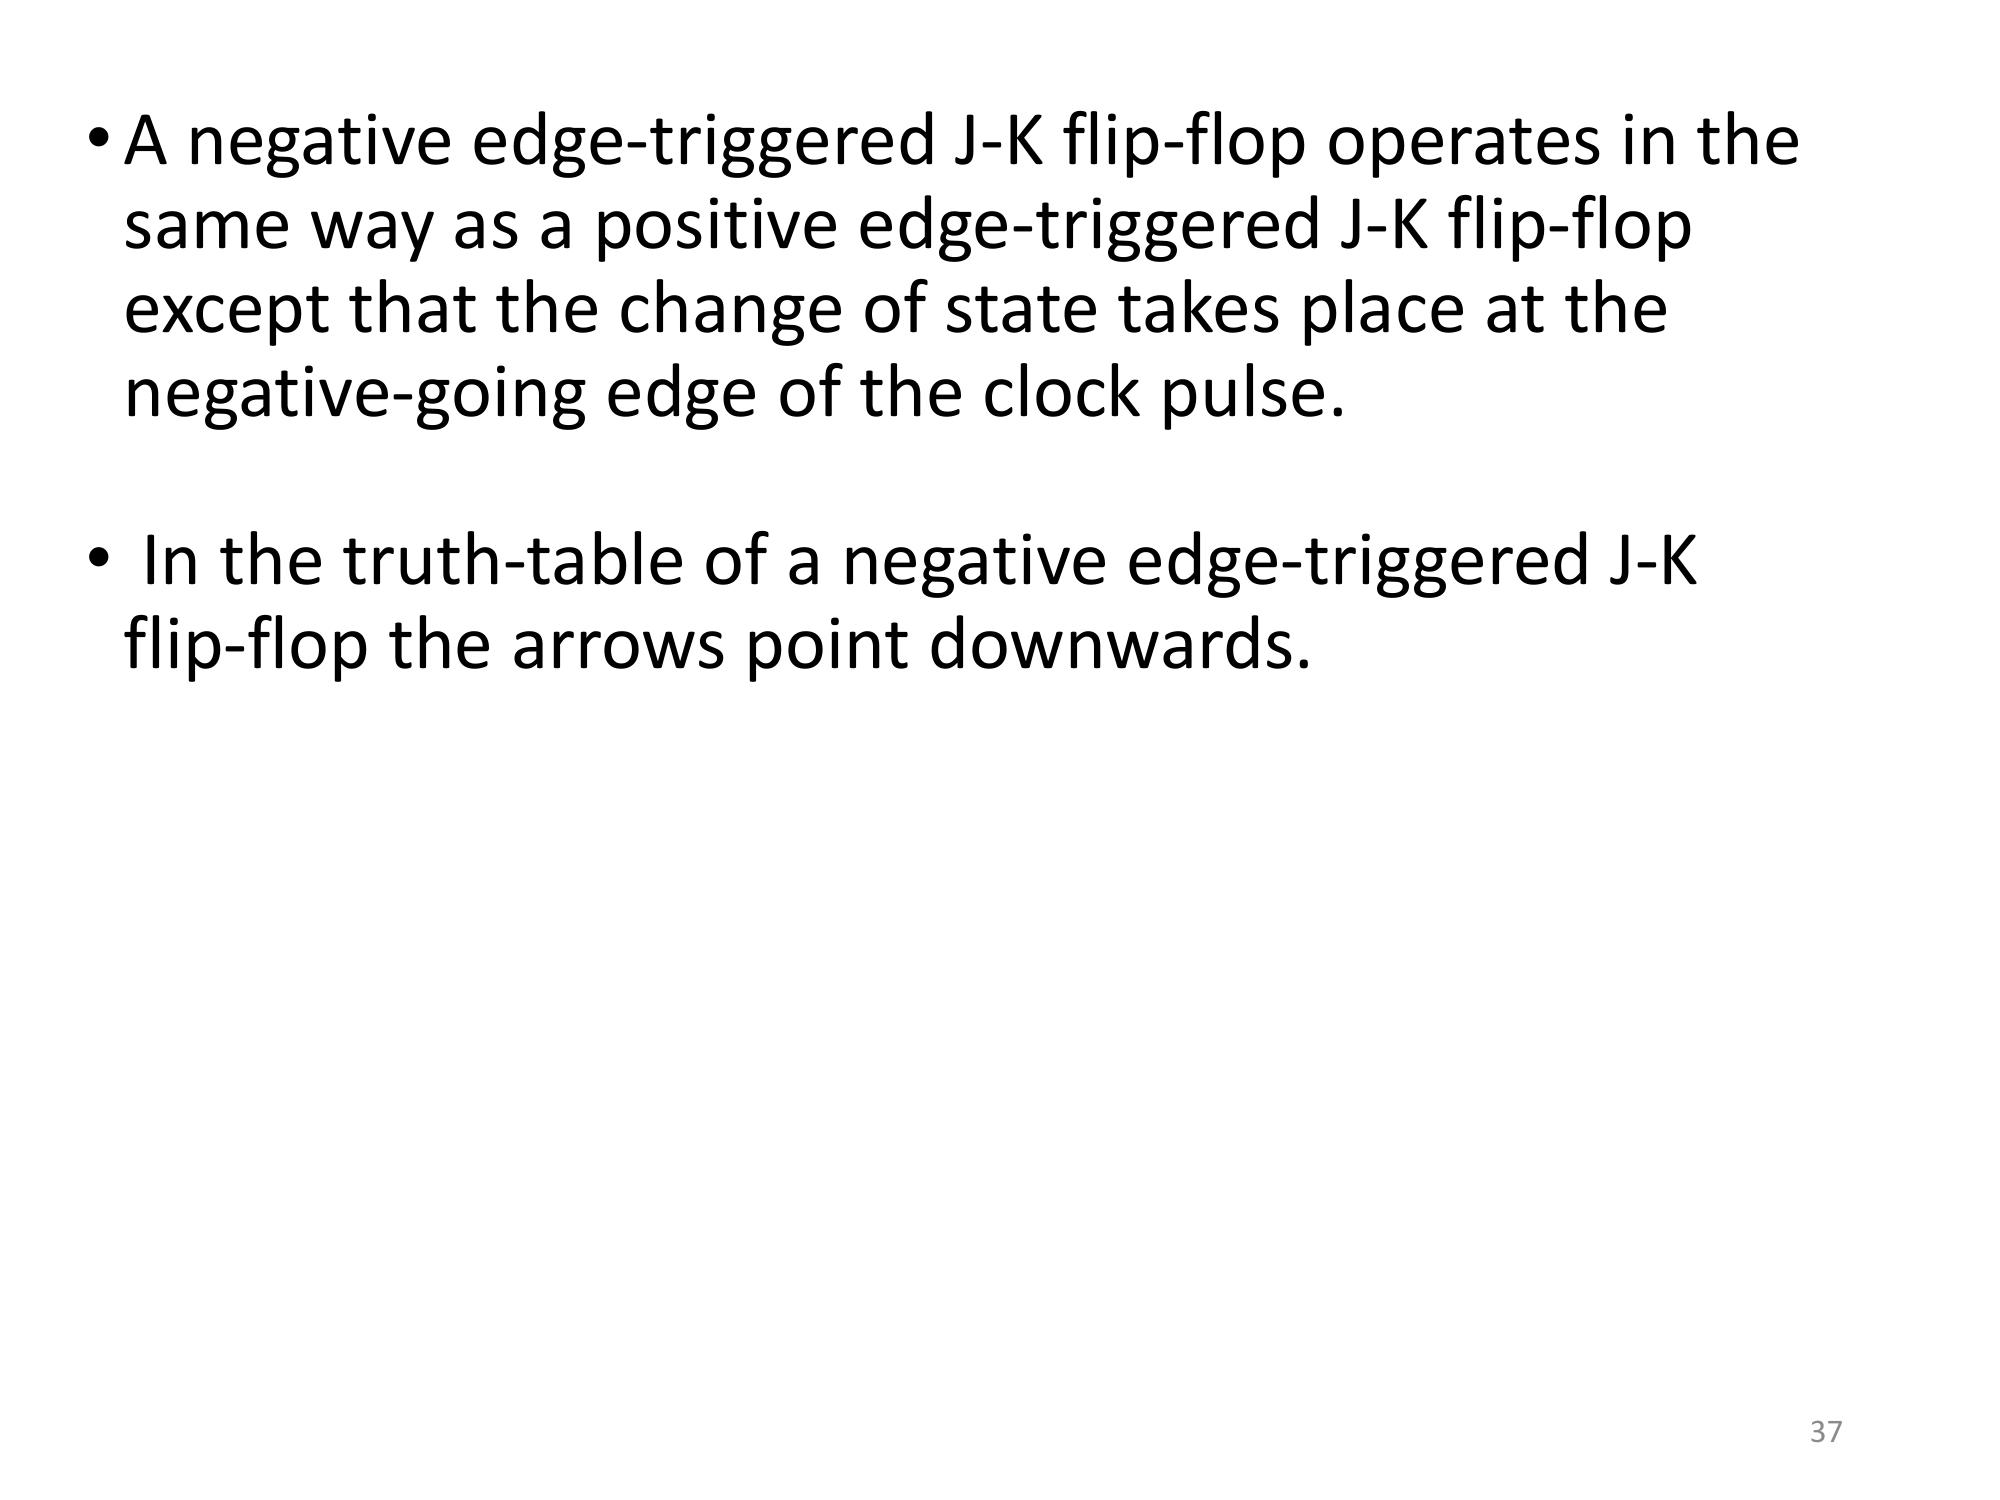 • A negative edge-triggered J-K flip-flop operates in the
same way as a positive edge-triggered J-K flip-flop
except that the change of state takes place at the
negative-going edge of the clock pulse.
• In the truth-table of a negative edge-triggered J-K
flip-flop the arrows point downwards.
37